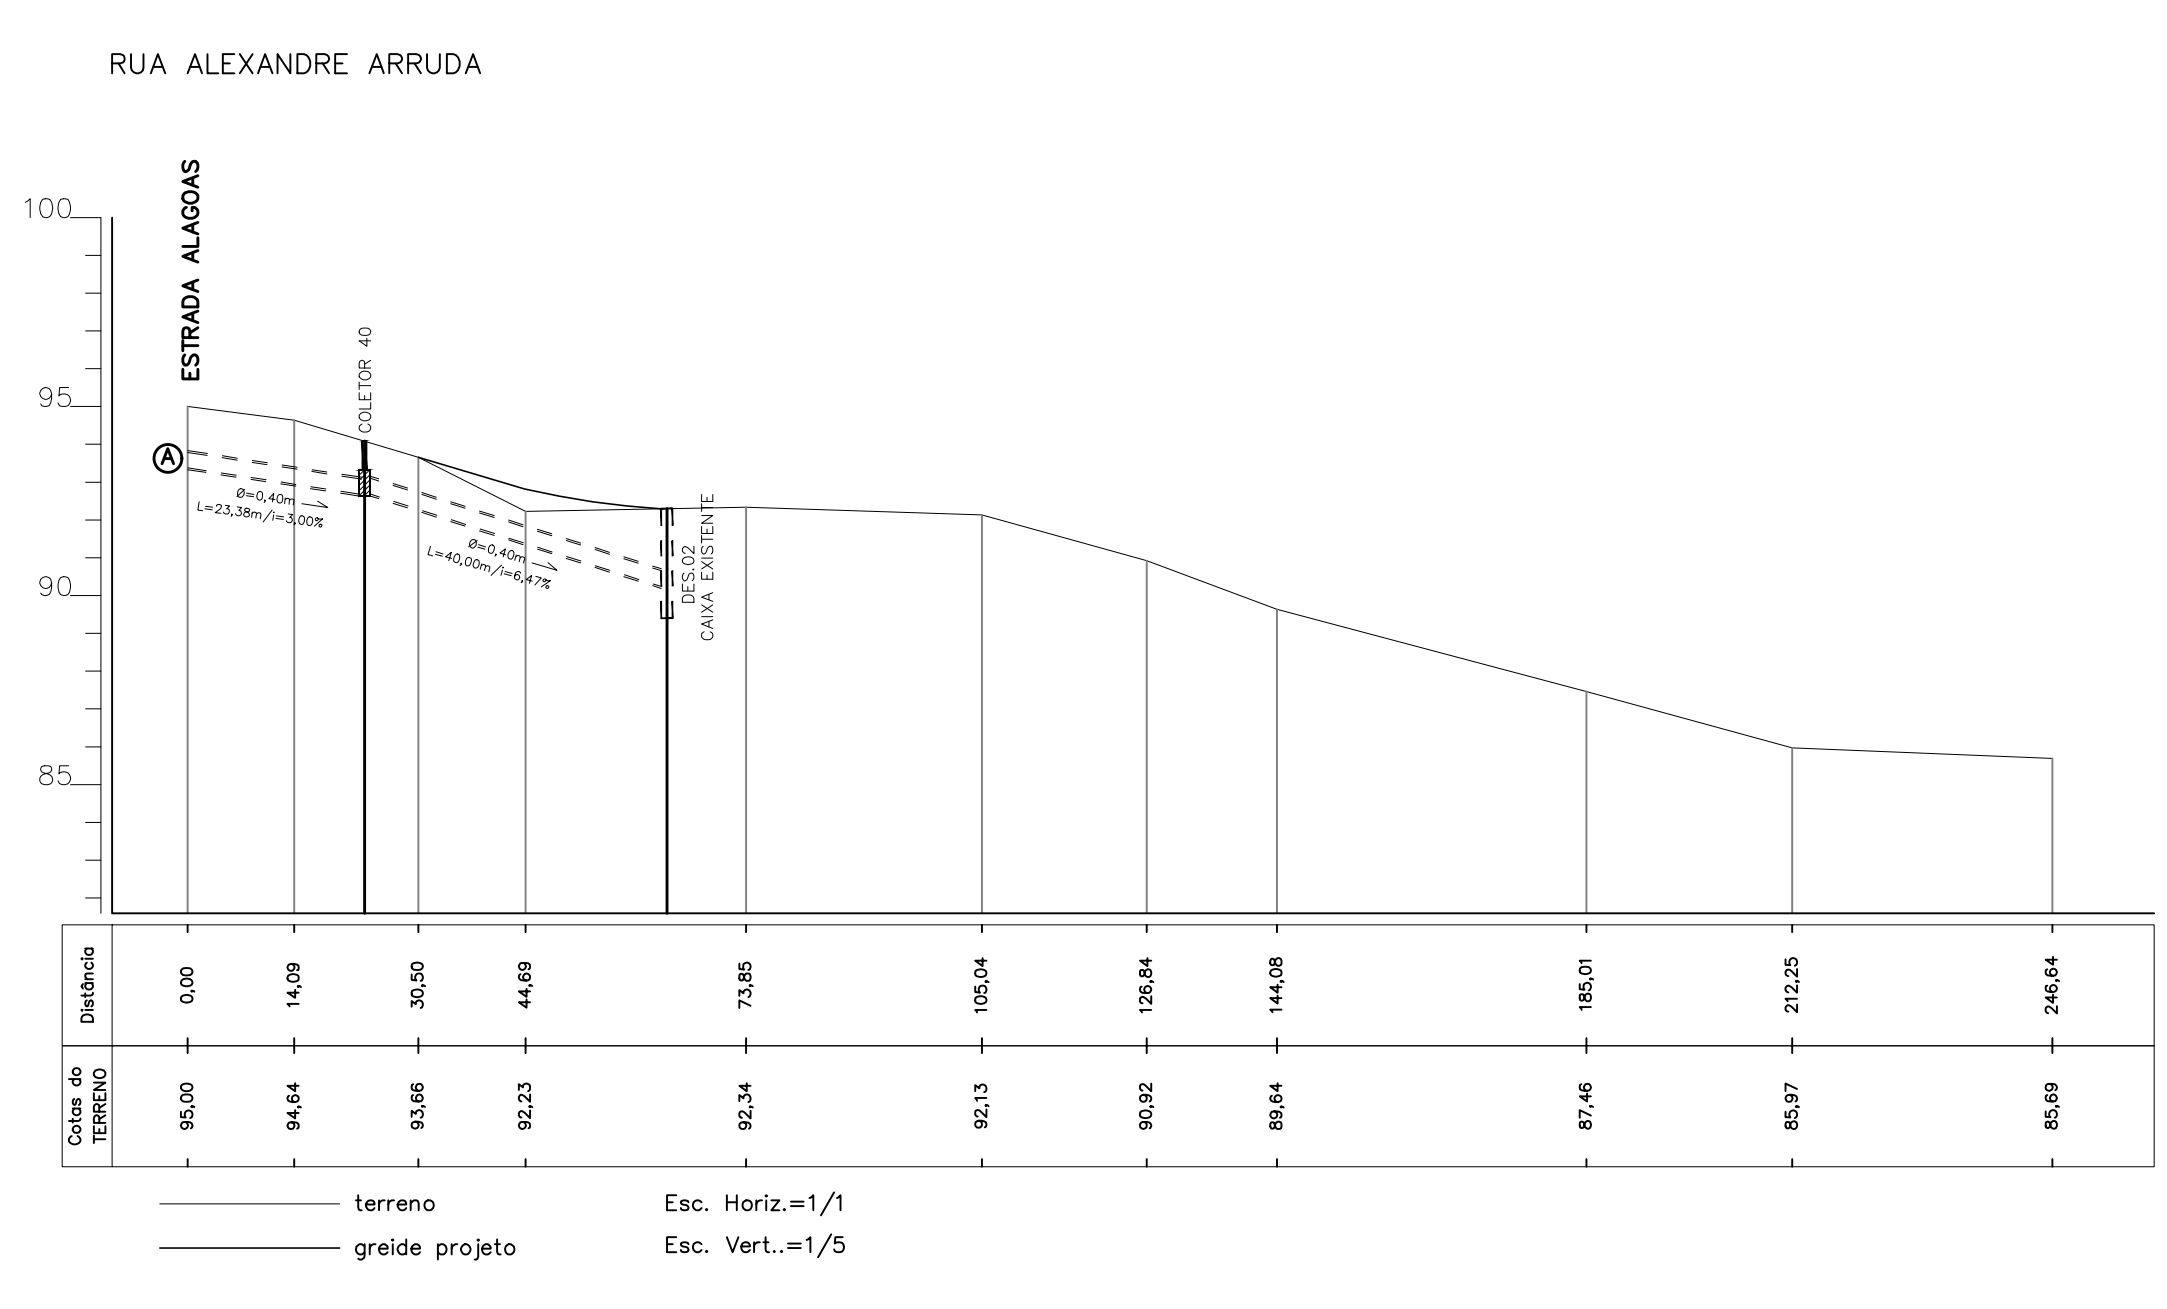 RUA ALEXANDRE ARRUDA
ESTRADA ALAGOAS
100
95
90
85
COLETOR 40
A
Ø=0,40m
L=23,38m/i=3,00%
Ø=0,40m
L=40,00m/i=6,47%
DES.02
CAIXA EXISTENTE
Distância
0,00
14,09
30,50
44,69
73,85
105,04
126,84
144,08
185,01
212,25
246,64
Cotas do
TERRENO
95,00
94,64
93,66
92,23
92,34
92,13
90,92
89,64
87,46
85,97
85,69
terreno
Esc. Horiz.=1/1
greide projeto
Esc. Vert..=1/5